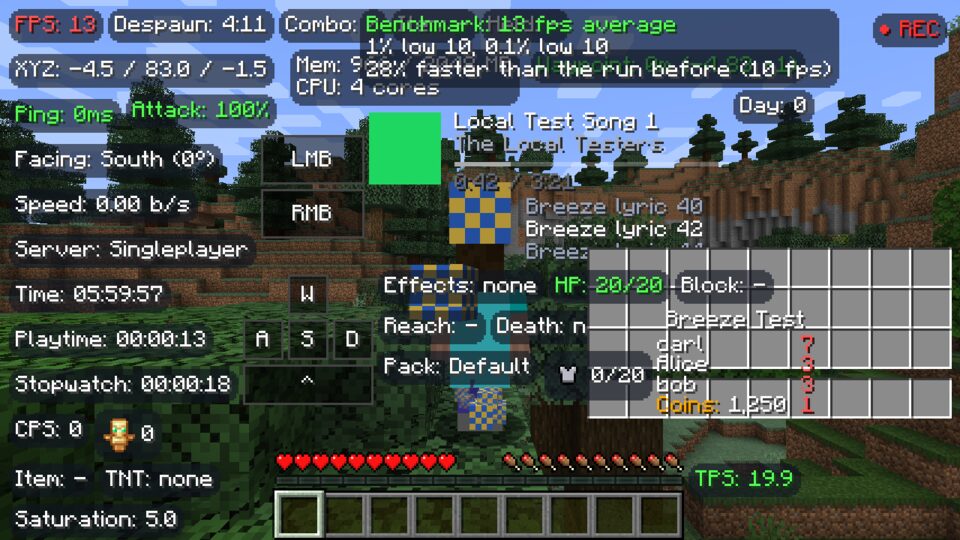 FPS: 13
Despawn: 4:11
Combo:
Benchmark: 13 fps average
1% low 10, 0.1% low 10
28% faster than the run before (10 fps)
REC
XYZ: -4.5 / 83.0 / -1.5
Mem:
CPU: 4 cores
Ping: 0ms
Attack: 100%
Day: 0
Local Test Song 1
The Local Testers
0:42 / 3:21
Facing: South (0°)
LMB
Speed: 0.00 b/s
RMB
Breeze lyric 40
Breeze lyric 42
Breeze lyric 44
Server: Singleplayer
Effects: none
HP: 20/20
Block: -
Time: 05:59:57
W
Breeze Test
Reach: -
Death:
Playtime: 00:00:13
A
S
D
darl 7
Alice 3
bob 3
Coins: 1,250 1
Pack: Default
0/20
Stopwatch: 00:00:18
^
CPS: 0
0
Item: -
TNT: none
TPS: 19.9
Saturation: 5.0